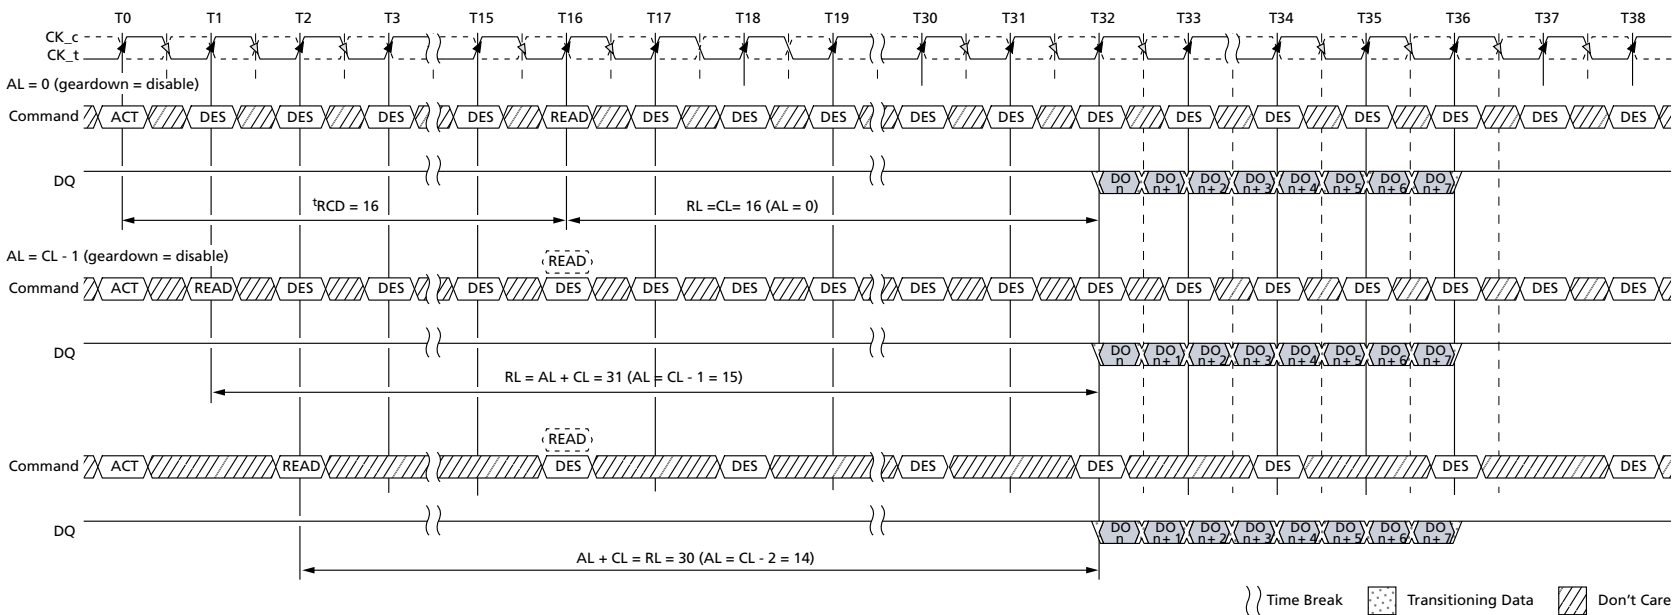 T0 T1 T2 T3 T15 T16 T17 T18 T19 T30 T31 T32 T33 T34 T35 T36 T37 T38
CK_c
CK_t
AL = 0 (geardown = disable)
Command ACT DES DES DES DES READ DES DES DES DES DES DES DES DES DES DES DES DES
DQ DO n DO n + 1 DO n + 2 DO n + 3 DO n + 4 DO n + 5 DO n + 6 DO n + 7
tRCD = 16 RL =CL= 16 (AL = 0)
AL = CL - 1 (geardown = disable)
READ
Command ACT READ DES DES DES DES DES DES DES DES DES DES DES DES DES DES DES DES
DQ DO n DO n + 1 DO n + 2 DO n + 3 DO n + 4 DO n + 5 DO n + 6 DO n + 7
RL = AL + CL = 31 (AL = CL - 1 = 15)
READ
Command ACT READ DES DES DES DES DES DES DES
DQ DO n DO n + 1 DO n + 2 DO n + 3 DO n + 4 DO n + 5 DO n + 6 DO n + 7
AL + CL = RL = 30 (AL = CL - 2 = 14)
Time Break Transitioning Data Don't Care